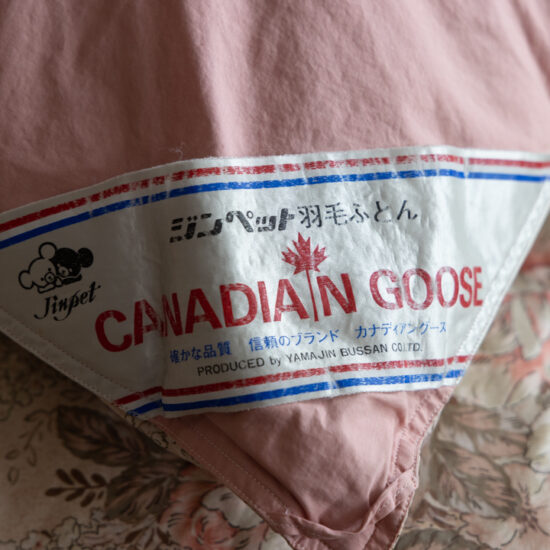 ジンペット羽毛ふとん
Jinpet
CANADIAN GOOSE
確かな品質 信頼のブランド カナディアングース
PRODUCED by YAMAJIN BUSSAN CO.LTD.